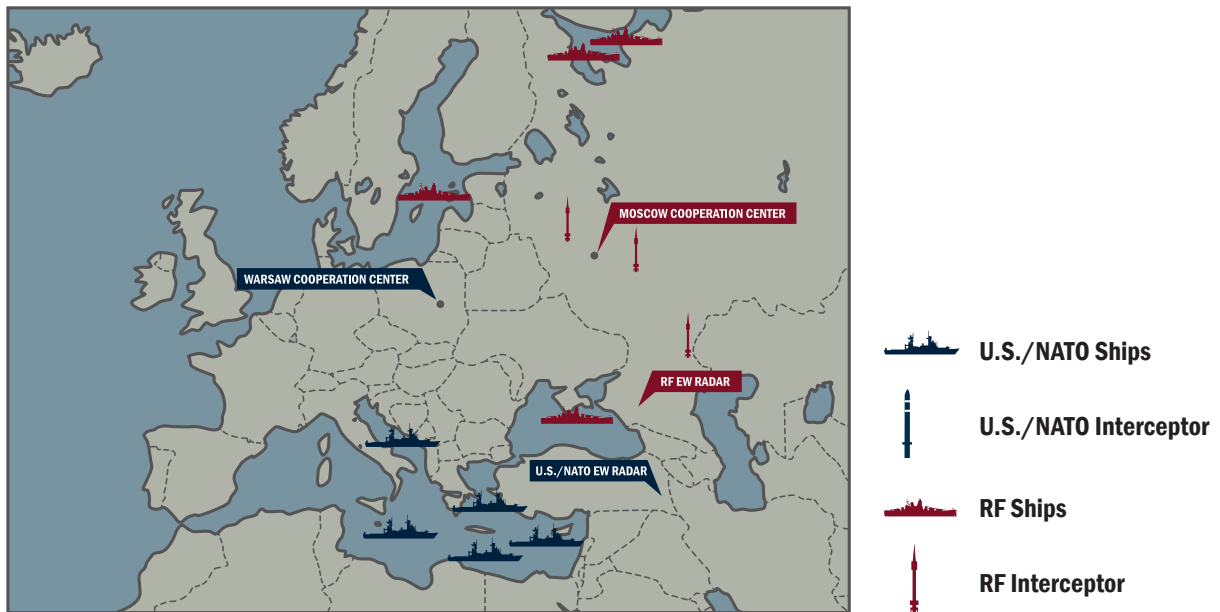 MOSCOW COOPERATION CENTER
WARSAW COOPERATION CENTER
RF EW RADAR
U.S./NATO EW RADAR
U.S./NATO Ships
U.S./NATO Interceptor
RF Ships
RF Interceptor